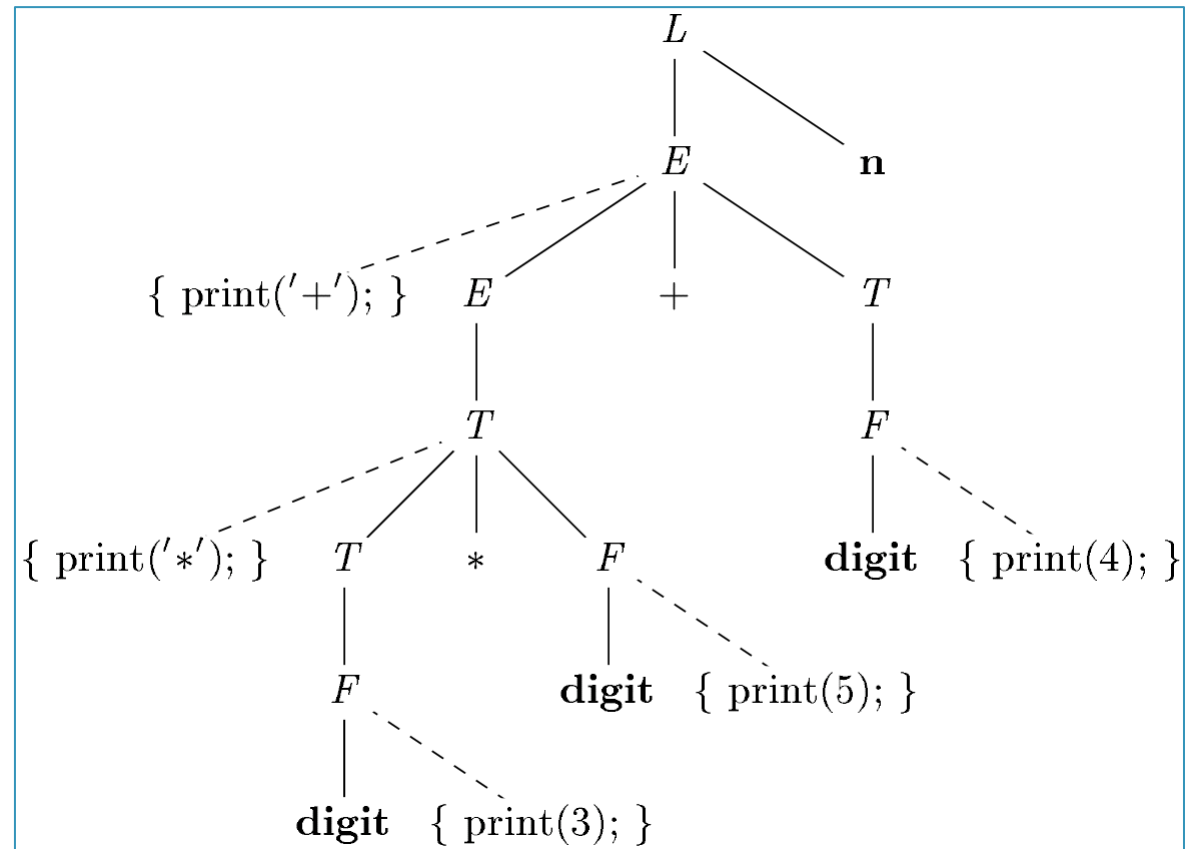 L
E n
{ print('+'); } E + T
T F
{ print('*'); } T * F digit { print(4); }
F digit { print(5); }
digit { print(3); }